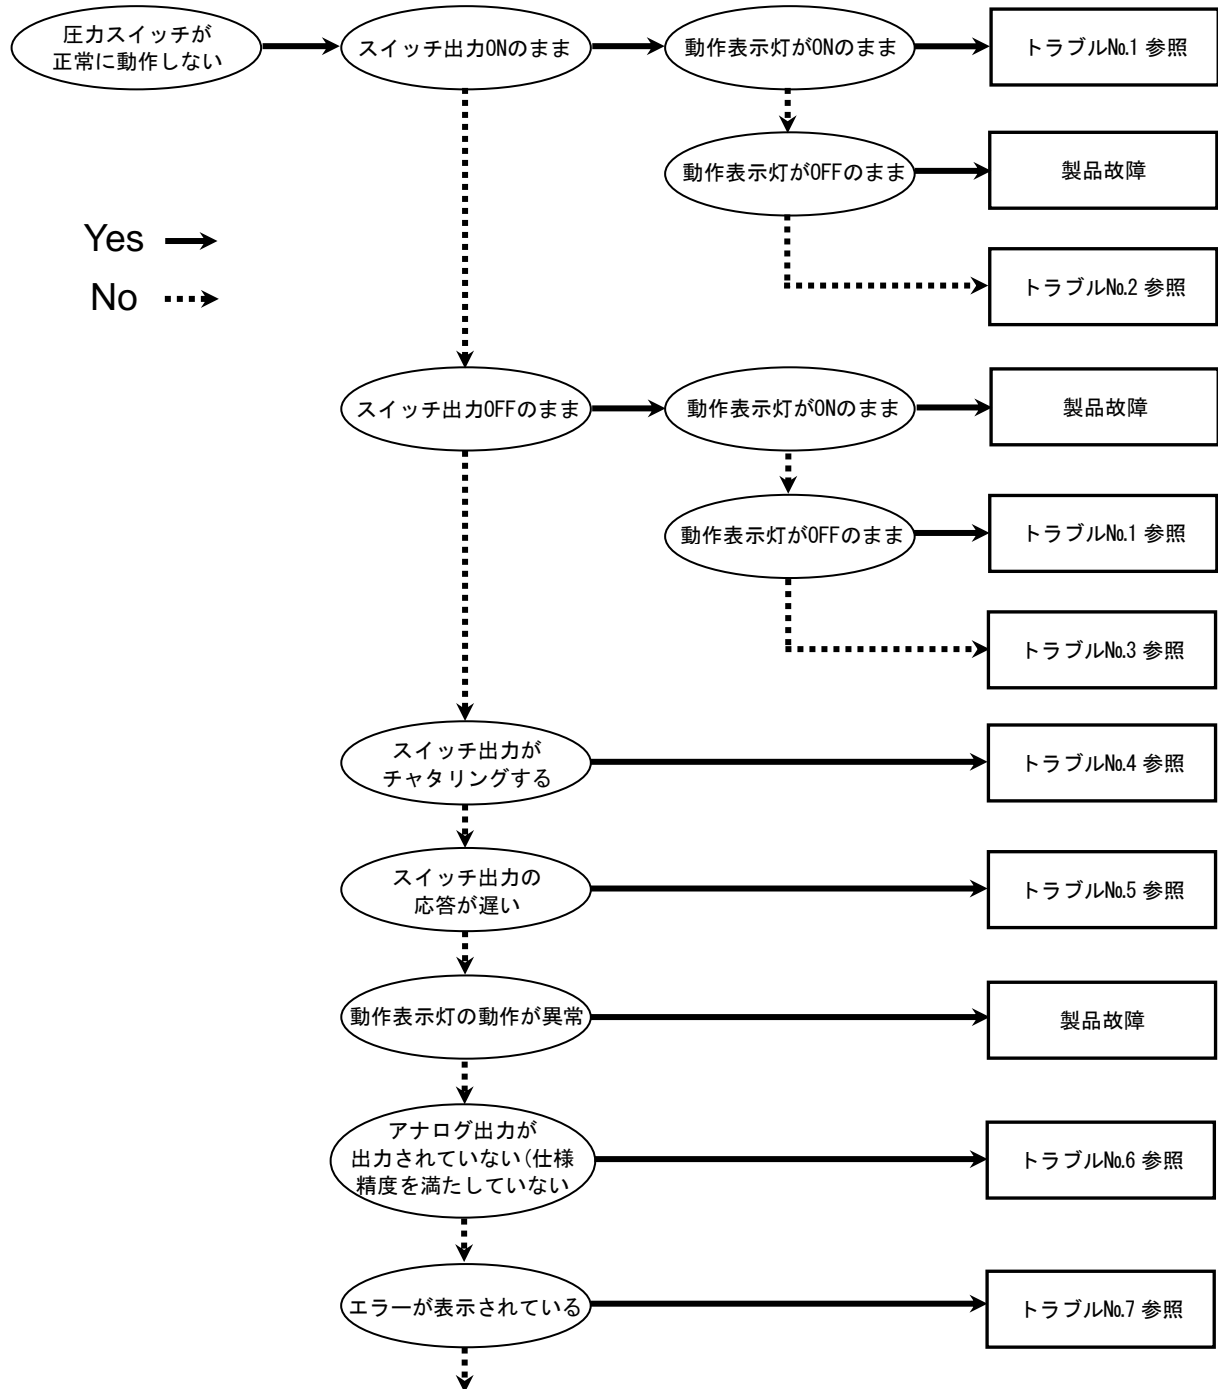 圧力スイッチが
正常に動作しない
スイッチ出力ONのまま
動作表示灯がONのまま
トラブル№1 参照
動作表示灯がOFFのまま
製品故障
Yes
No
トラブル№2 参照
スイッチ出力OFFのまま
動作表示灯がONのまま
製品故障
動作表示灯がOFFのまま
トラブル№1 参照
トラブル№3 参照
スイッチ出力が
チャタリングする
トラブル№4 参照
スイッチ出力の
応答が遅い
トラブル№5 参照
動作表示灯の動作が異常
製品故障
アナログ出力が
出力されていない(仕様
精度を満たしていない
トラブル№6 参照
エラーが表示されている
トラブル№7 参照